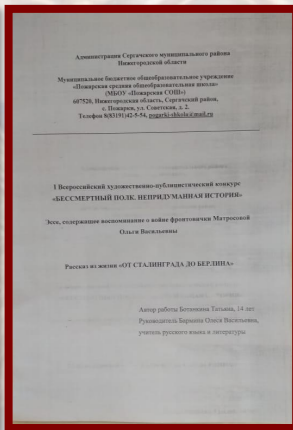 Администрация Сергачского муниципального района
Нижегородской области
Муниципальное бюджетное общеобразовательное учреждение
«Пожарская средняя общеобразовательная школа»
(МБОУ «Пожарская СОШ»)
607520, Нижегородская область, Сергачский район,
с. Пожарки, ул. Советская, д. 2.
Телефон 8(83191)42-5-54, pogarki-shkola@mail.ru
I Всероссийский художественно-публицистический конкурс
«БЕССМЕРТНЫЙ ПОЛК. НЕПРИДУМАННАЯ ИСТОРИЯ»
Эссе, содержащее воспоминание о войне фронтовички Матросовой
Ольги Васильевны
Рассказ из жизни «ОТ СТАЛИНГРАДА ДО БЕРЛИНА»
Автор работы Татьяна, 14 лет
Руководитель Олеся Васильевна,
учитель русского языка и литературы